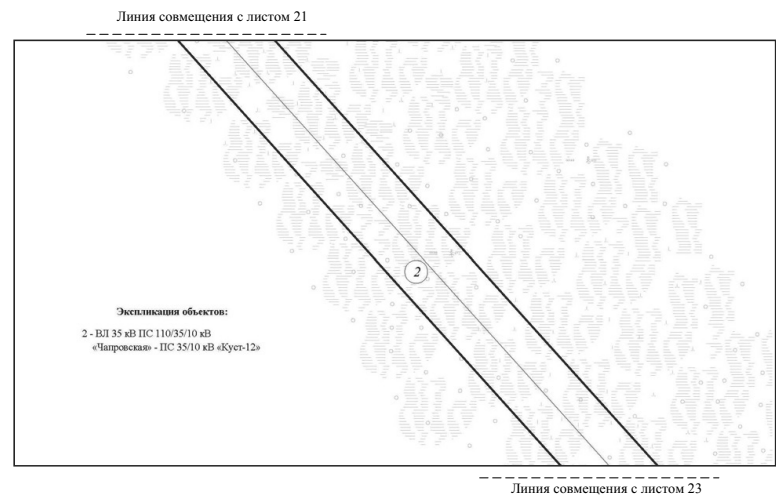 Линия совмещения с листом 21
2
Экспликация объектов:
2 - ВЛ 35 кВ ПС 110/35/10 кВ
«Чапровская» - ПС 35/10 кВ «Куст-12»
Линия совмещения с листом 23